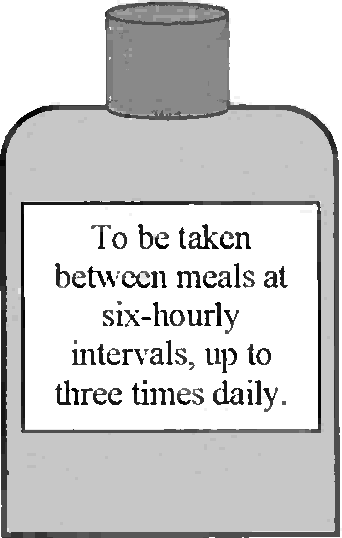 To be taken
between meals at
six-hourly
intervals, up to
three times daily.